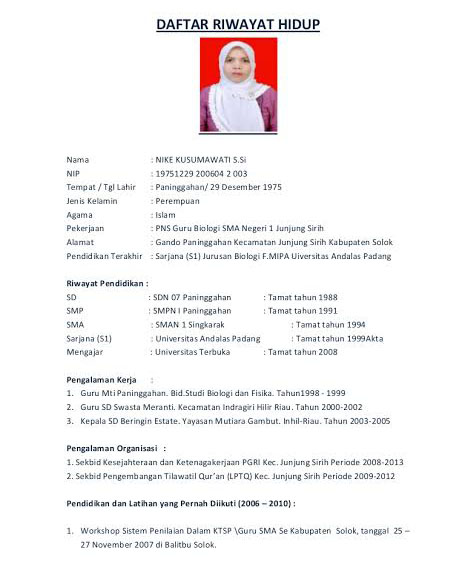 DAFTAR RIWAYAT HIDUP
Nama : NIKE KUSUMAWATI S.Si
NIP : 19751229 200604 2 003
Tempat / Tgl Lahir : Paninggahan/ 29 Desember 1975
Jenis Kelamin : Perempuan
Agama : Islam
Pekerjaan : PNS Guru Biologi SMA Negeri 1 Junjung Sirih
Alamat : Gando Paninggahan Kecamatan Junjung Sirih Kabupaten Solok
Pendidikan Terakhir : Sarjana (S1) Jurusan Biologi F.MIPA Uiversitas Andalas Padang
Riwayat Pendidikan :
SD : SDN 07 Paninggahan : Tamat tahun 1988
SMP : SMPN I Paninggahan : Tamat tahun 1991
SMA : SMAN 1 Singkarak : Tamat tahun 1994
Sarjana (S1) : Universitas Andalas Padang : Tamat tahun 1999Akta
Mengajar : Universitas Terbuka : Tamat tahun 2008
Pengalaman Kerja :
1. Guru Mti Paninggahan. Bid.Studi Biologi dan Fisika. Tahun1998 - 1999
2. Guru SD Swasta Meranti. Kecamatan Indragiri Hilir Riau. Tahun 2000-2002
3. Kepala SD Beringin Estate. Yayasan Mutiara Gambut. Inhil-Riau. Tahun 2003-2005
Pengalaman Organisasi :
1. Sekbid Kesejahteraan dan Ketenagakerjaan PGRI Kec. Junjung Sirih Periode 2008-2013
2. Sekbid Pengembangan Tilawatil Qur’an (LPTQ) Kec. Junjung Sirih Periode 2009-2012
Pendidikan dan Latihan yang Pernah Diikuti (2006 – 2010) :
1. Workshop Sistem Penilaian Dalam KTSP \Guru SMA Se Kabupaten Solok, tanggal 25 –
27 November 2007 di Balitbu Solok.